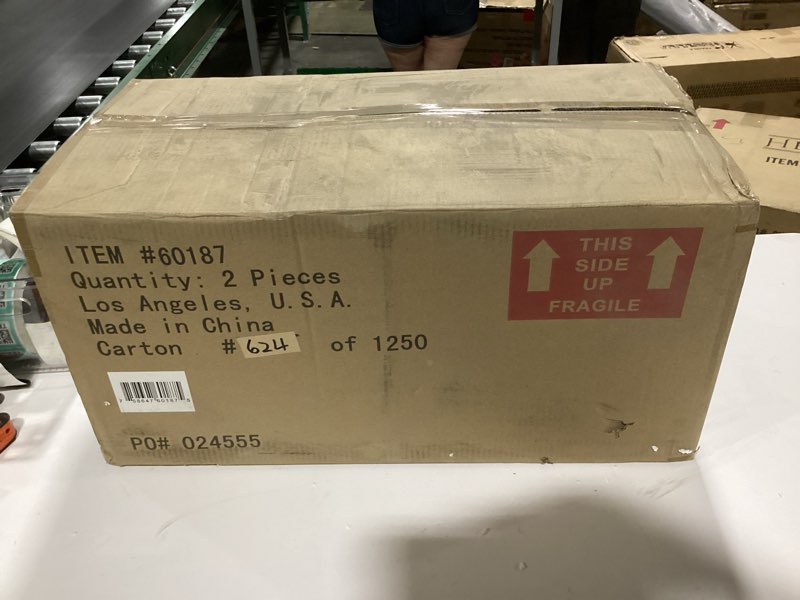 ITEM #60187
Quantity: 2 Pieces
Los Angeles, U.S.A.
Made in China
Carton # 624 of 1250
PO# 024555
THIS
SIDE
UP
FRAGILE
ITEM